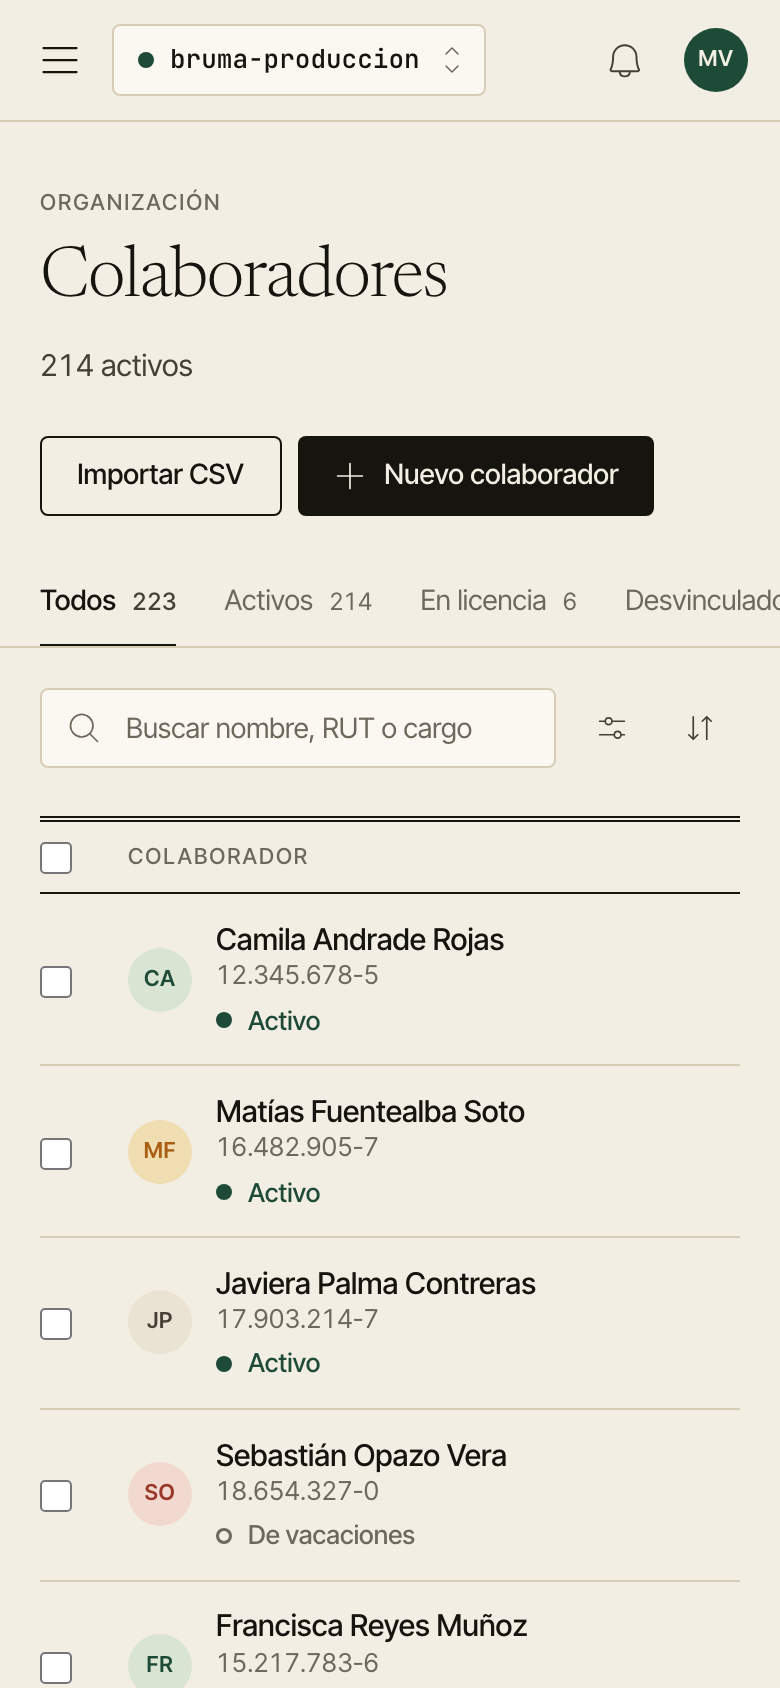 bruma-produccion
MV
ORGANIZACIÓN
Colaboradores
214 activos
Importar CSV
Nuevo colaborador
Todos 223 Activos 214 En licencia 6
Buscar nombre, RUT o cargo
COLABORADOR
CA
Camila Andrade Rojas
12.345.678-5
Activo
MF
Matías Fuentealba Soto
16.482.905-7
Activo
JP
Javiera Palma Contreras
17.903.214-7
Activo
SO
Sebastián Opazo Vera
18.654.327-0
De vacaciones
FR
Francisca Reyes Muñoz
15.217.783-6